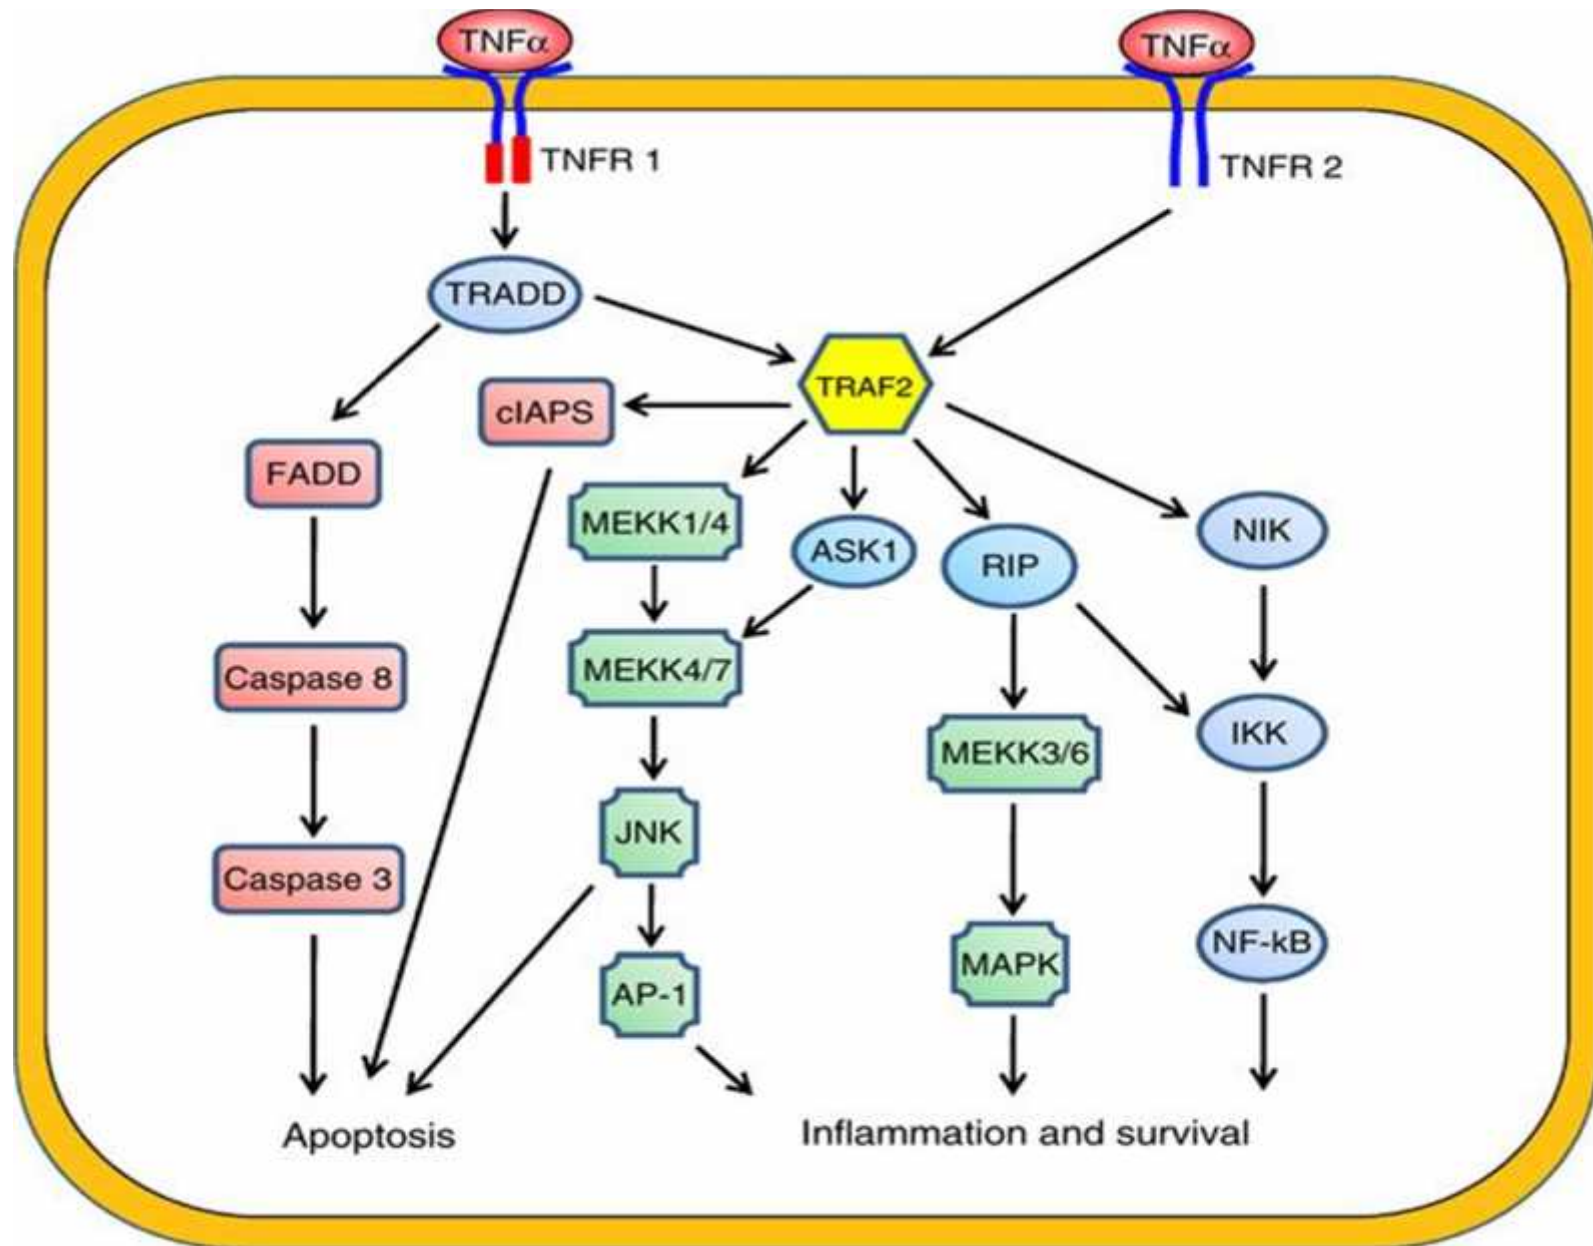 TNFα
TNFα
TNFR 1
TNFR 2
TRADD
TRAF2
cIAPS
FADD
MEKK1/4
ASK1
RIP
NIK
Caspase 8
MEKK4/7
IKK
MEKK3/6
JNK
Caspase 3
NF-kB
MAPK
AP-1
Apoptosis
Inflammation and survival